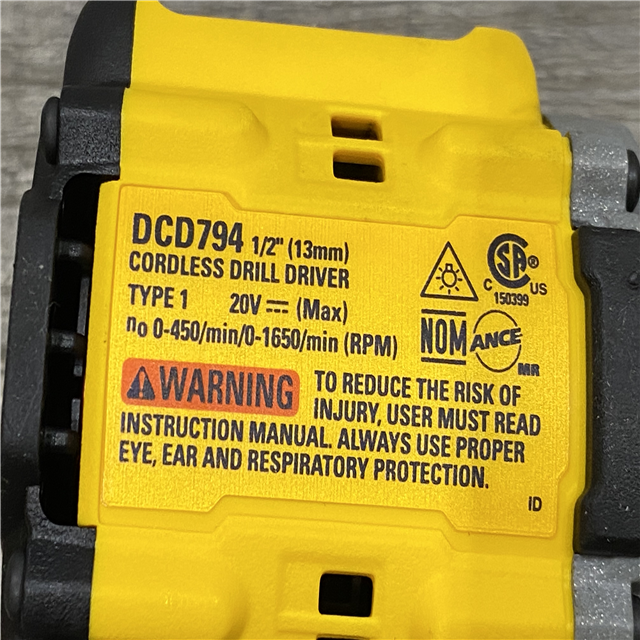 DCD794 1/2" (13mm)
CORDLESS DRILL DRIVER
TYPE 1 20V ⎓ (Max)
no 0-450/min/0-1650/min (RPM)
CSA®
C US
150399
NOM ANCE
MR
⚠WARNING TO REDUCE THE RISK OF
INJURY, USER MUST READ
INSTRUCTION MANUAL. ALWAYS USE PROPER
EYE, EAR AND RESPIRATORY PROTECTION.
ID